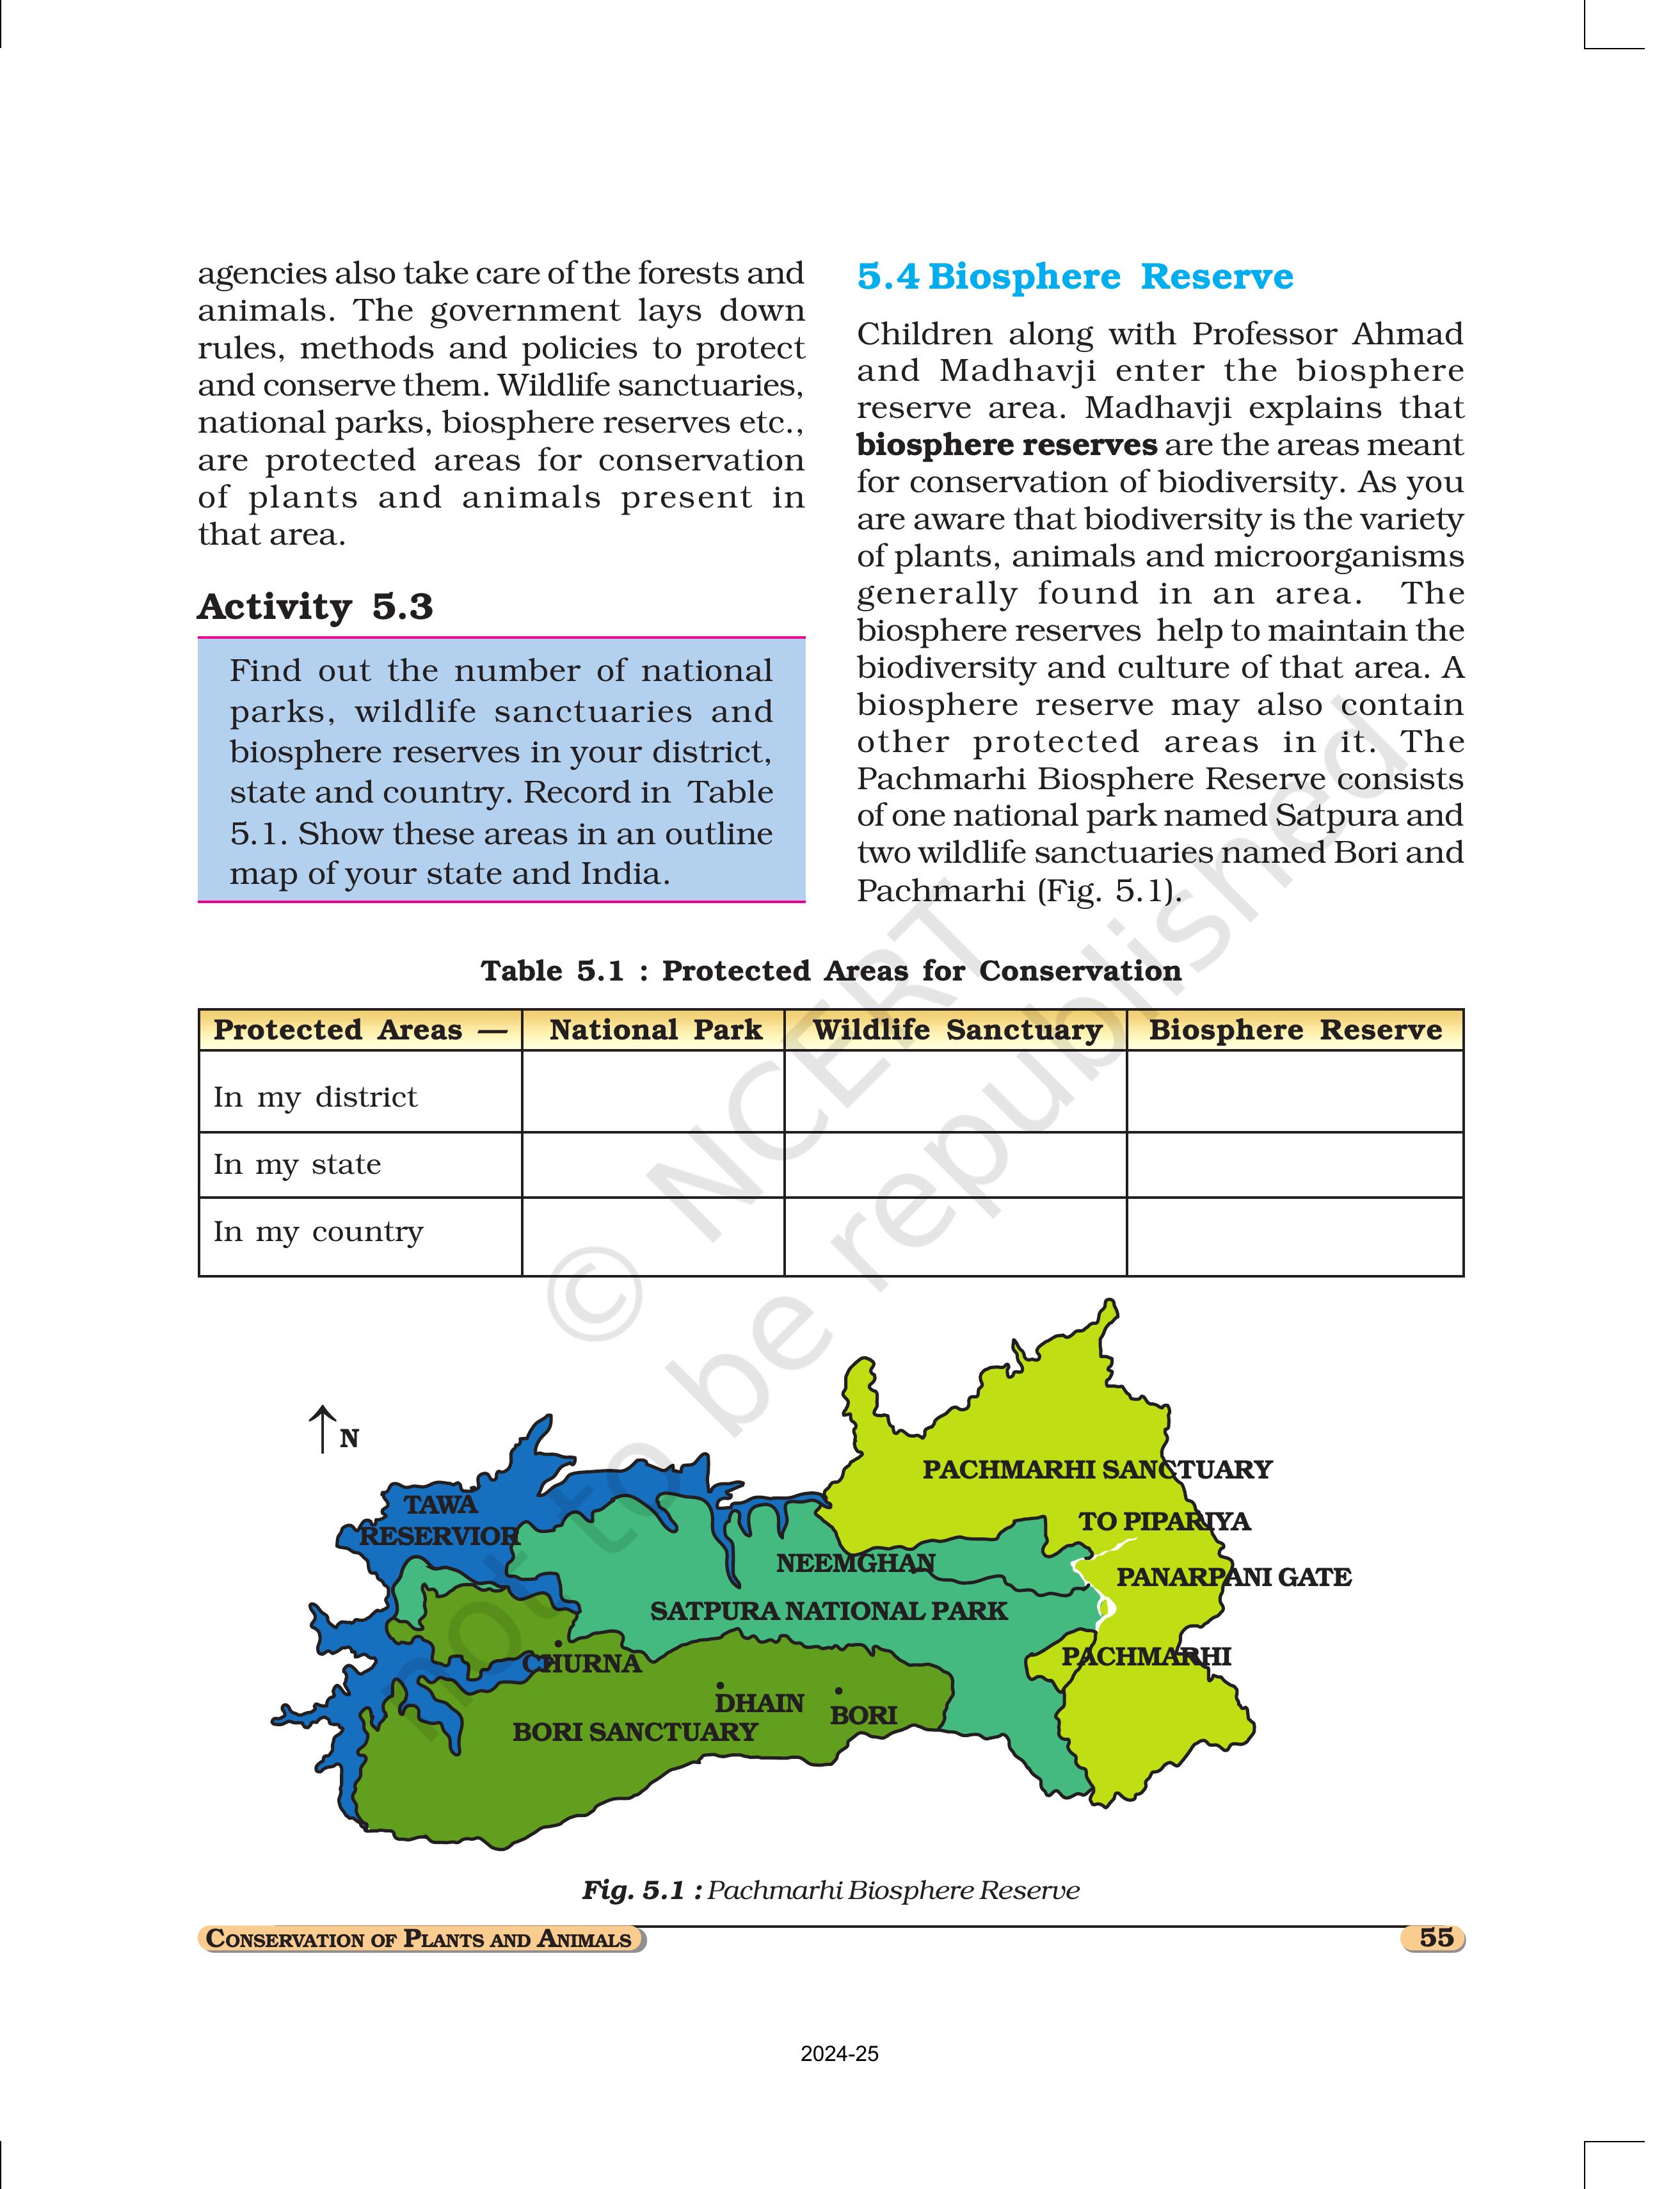 agencies also take care of the forests and
animals. The government lays down
rules, methods and policies to protect
and conserve them. Wildlife sanctuaries,
national parks, biosphere reserves etc.,
are protected areas for conservation
of plants and animals present in
that area.
Activity 5.3
Find out the number of national
parks, wildlife sanctuaries and
biosphere reserves in your district,
state and country. Record in Table
5.1. Show these areas in an outline
map of your state and India.
5.4 Biosphere Reserve
Children along with Professor Ahmad
and Madhavji enter the biosphere
reserve area. Madhavji explains that
biosphere reserves are the areas meant
for conservation of biodiversity. As you
are aware that biodiversity is the variety
of plants, animals and microorganisms
generally found in an area. The
biosphere reserves help to maintain the
biodiversity and culture of that area. A
biosphere reserve may also contain
other protected areas in it. The
Pachmarhi Biosphere Reserve consists
of one national park named Satpura and
two wildlife sanctuaries named Bori and
Pachmarhi (Fig. 5.1).
Table 5.1 : Protected Areas for Conservation
Protected Areas — National Park Wildlife Sanctuary Biosphere Reserve
In my district
In my state
In my country
N
PACHMARHI SANCTUARY
TAWA
RESERVIOR
TO PIPARIYA
NEEMGHAN
PANARPANI GATE
SATPURA NATIONAL PARK
PACHMARHI
CHURNA
DHAIN
BORI
BORI SANCTUARY
Fig. 5.1 : Pachmarhi Biosphere Reserve
CONSERVATION OF PLANTS AND ANIMALS
55
2024-25
© NCERT
not to be republished